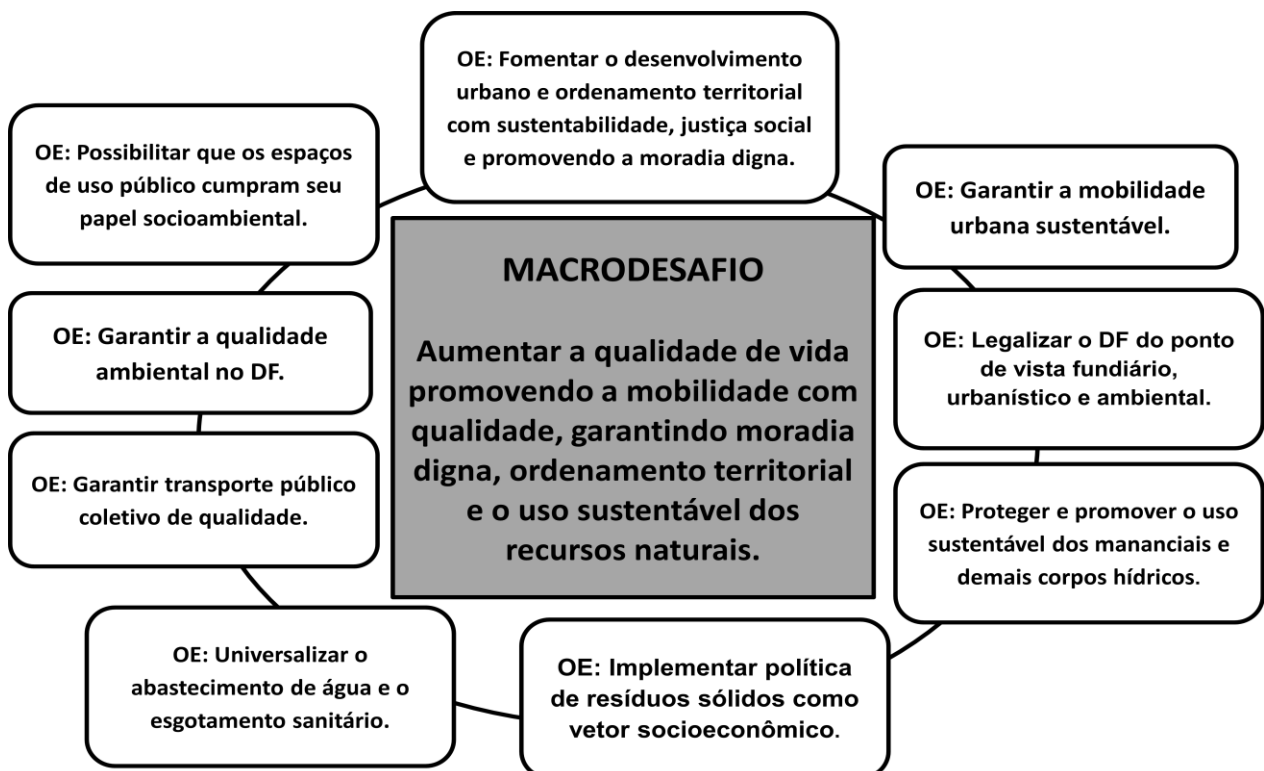 OE: Fomentar o desenvolvimento
urbano e ordenamento territorial
com sustentabilidade, justiça social
e promovendo a moradia digna.
OE: Possibilitar que os espaços
de uso público cumpram seu
papel socioambiental.
OE: Garantir a mobilidade
urbana sustentável.
MACRODESAFIO
Aumentar a qualidade de vida
promovendo a mobilidade com
qualidade, garantindo moradia
digna, ordenamento territorial
e o uso sustentável dos
recursos naturais.
OE: Garantir a qualidade
ambiental no DF.
OE: Legalizar o DF do ponto
de vista fundiário,
urbanístico e ambiental.
OE: Garantir transporte público
coletivo de qualidade.
OE: Proteger e promover o uso
sustentável dos mananciais e
demais corpos hídricos.
OE: Universalizar o
abastecimento de água e o
esgotamento sanitário.
OE: Implementar política
de resíduos sólidos como
vetor socioeconômico.